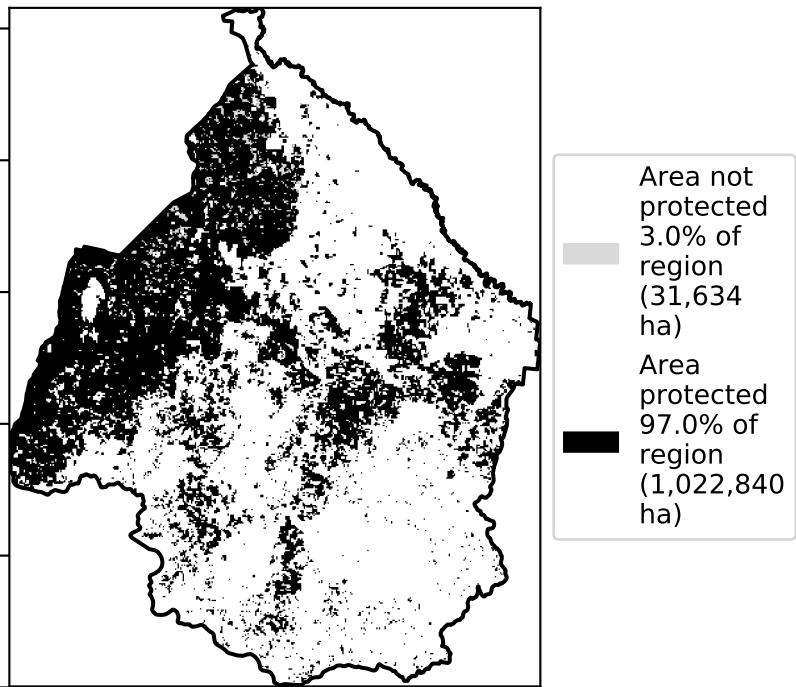 Area not
protected
3.0% of
region
(31,634
ha)
Area
protected
97.0% of
region
(1,022,840
ha)